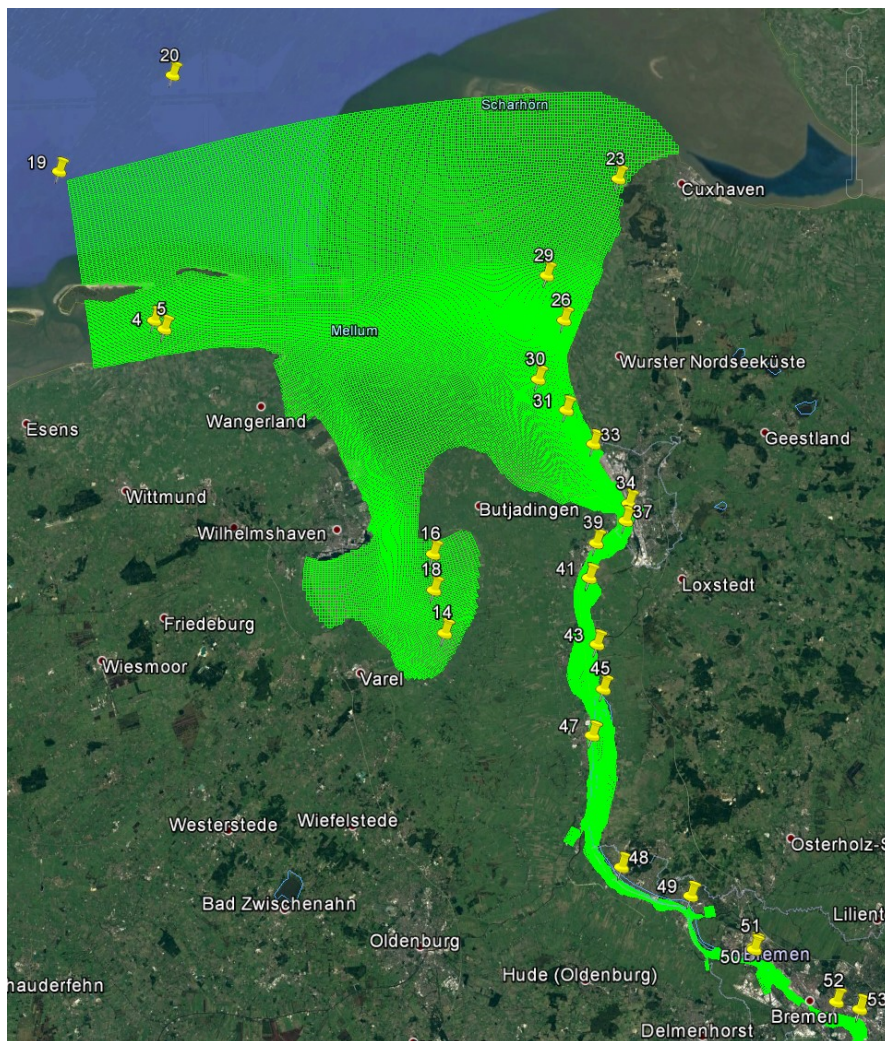 20
Scharhörn
19
23
Cuxhaven
29
4
5
26
Mellum
30
Wurster Nordseeküste
31
Wangerland
Esens
33
Geestland
Wittmund
34
Butjadingen
37
Wilhelmshaven
39
16
41
18
Loxstedt
14
Friedeburg
43
Wiesmoor
Varel
45
47
Westerstede
Wiefelstede
Osterholz-S
48
49
Bad Zwischenahn
Lilient
51
Oldenburg
50
Bremen
Hude (Oldenburg)
hauderfehn
52
53
Bremen
Delmenhorst